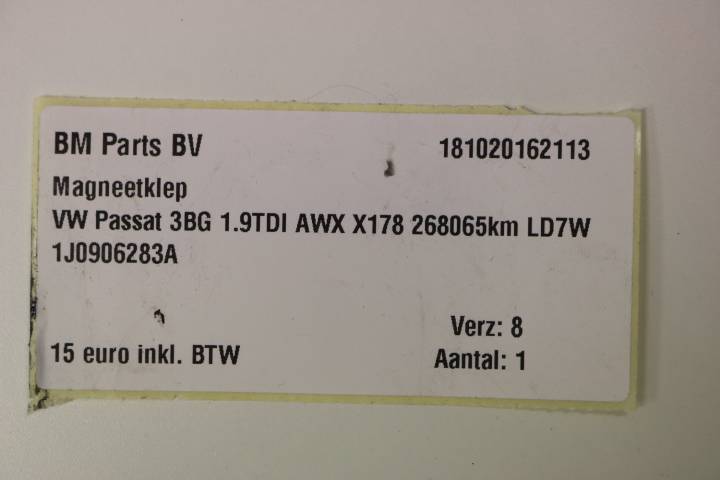 BM Parts BV 181020162113
Magneetklep
VW Passat 3BG 1.9TDI AWX X178 268065km LD7W
1J0906283A
Verz: 8
15 euro inkl. BTW Aantal: 1